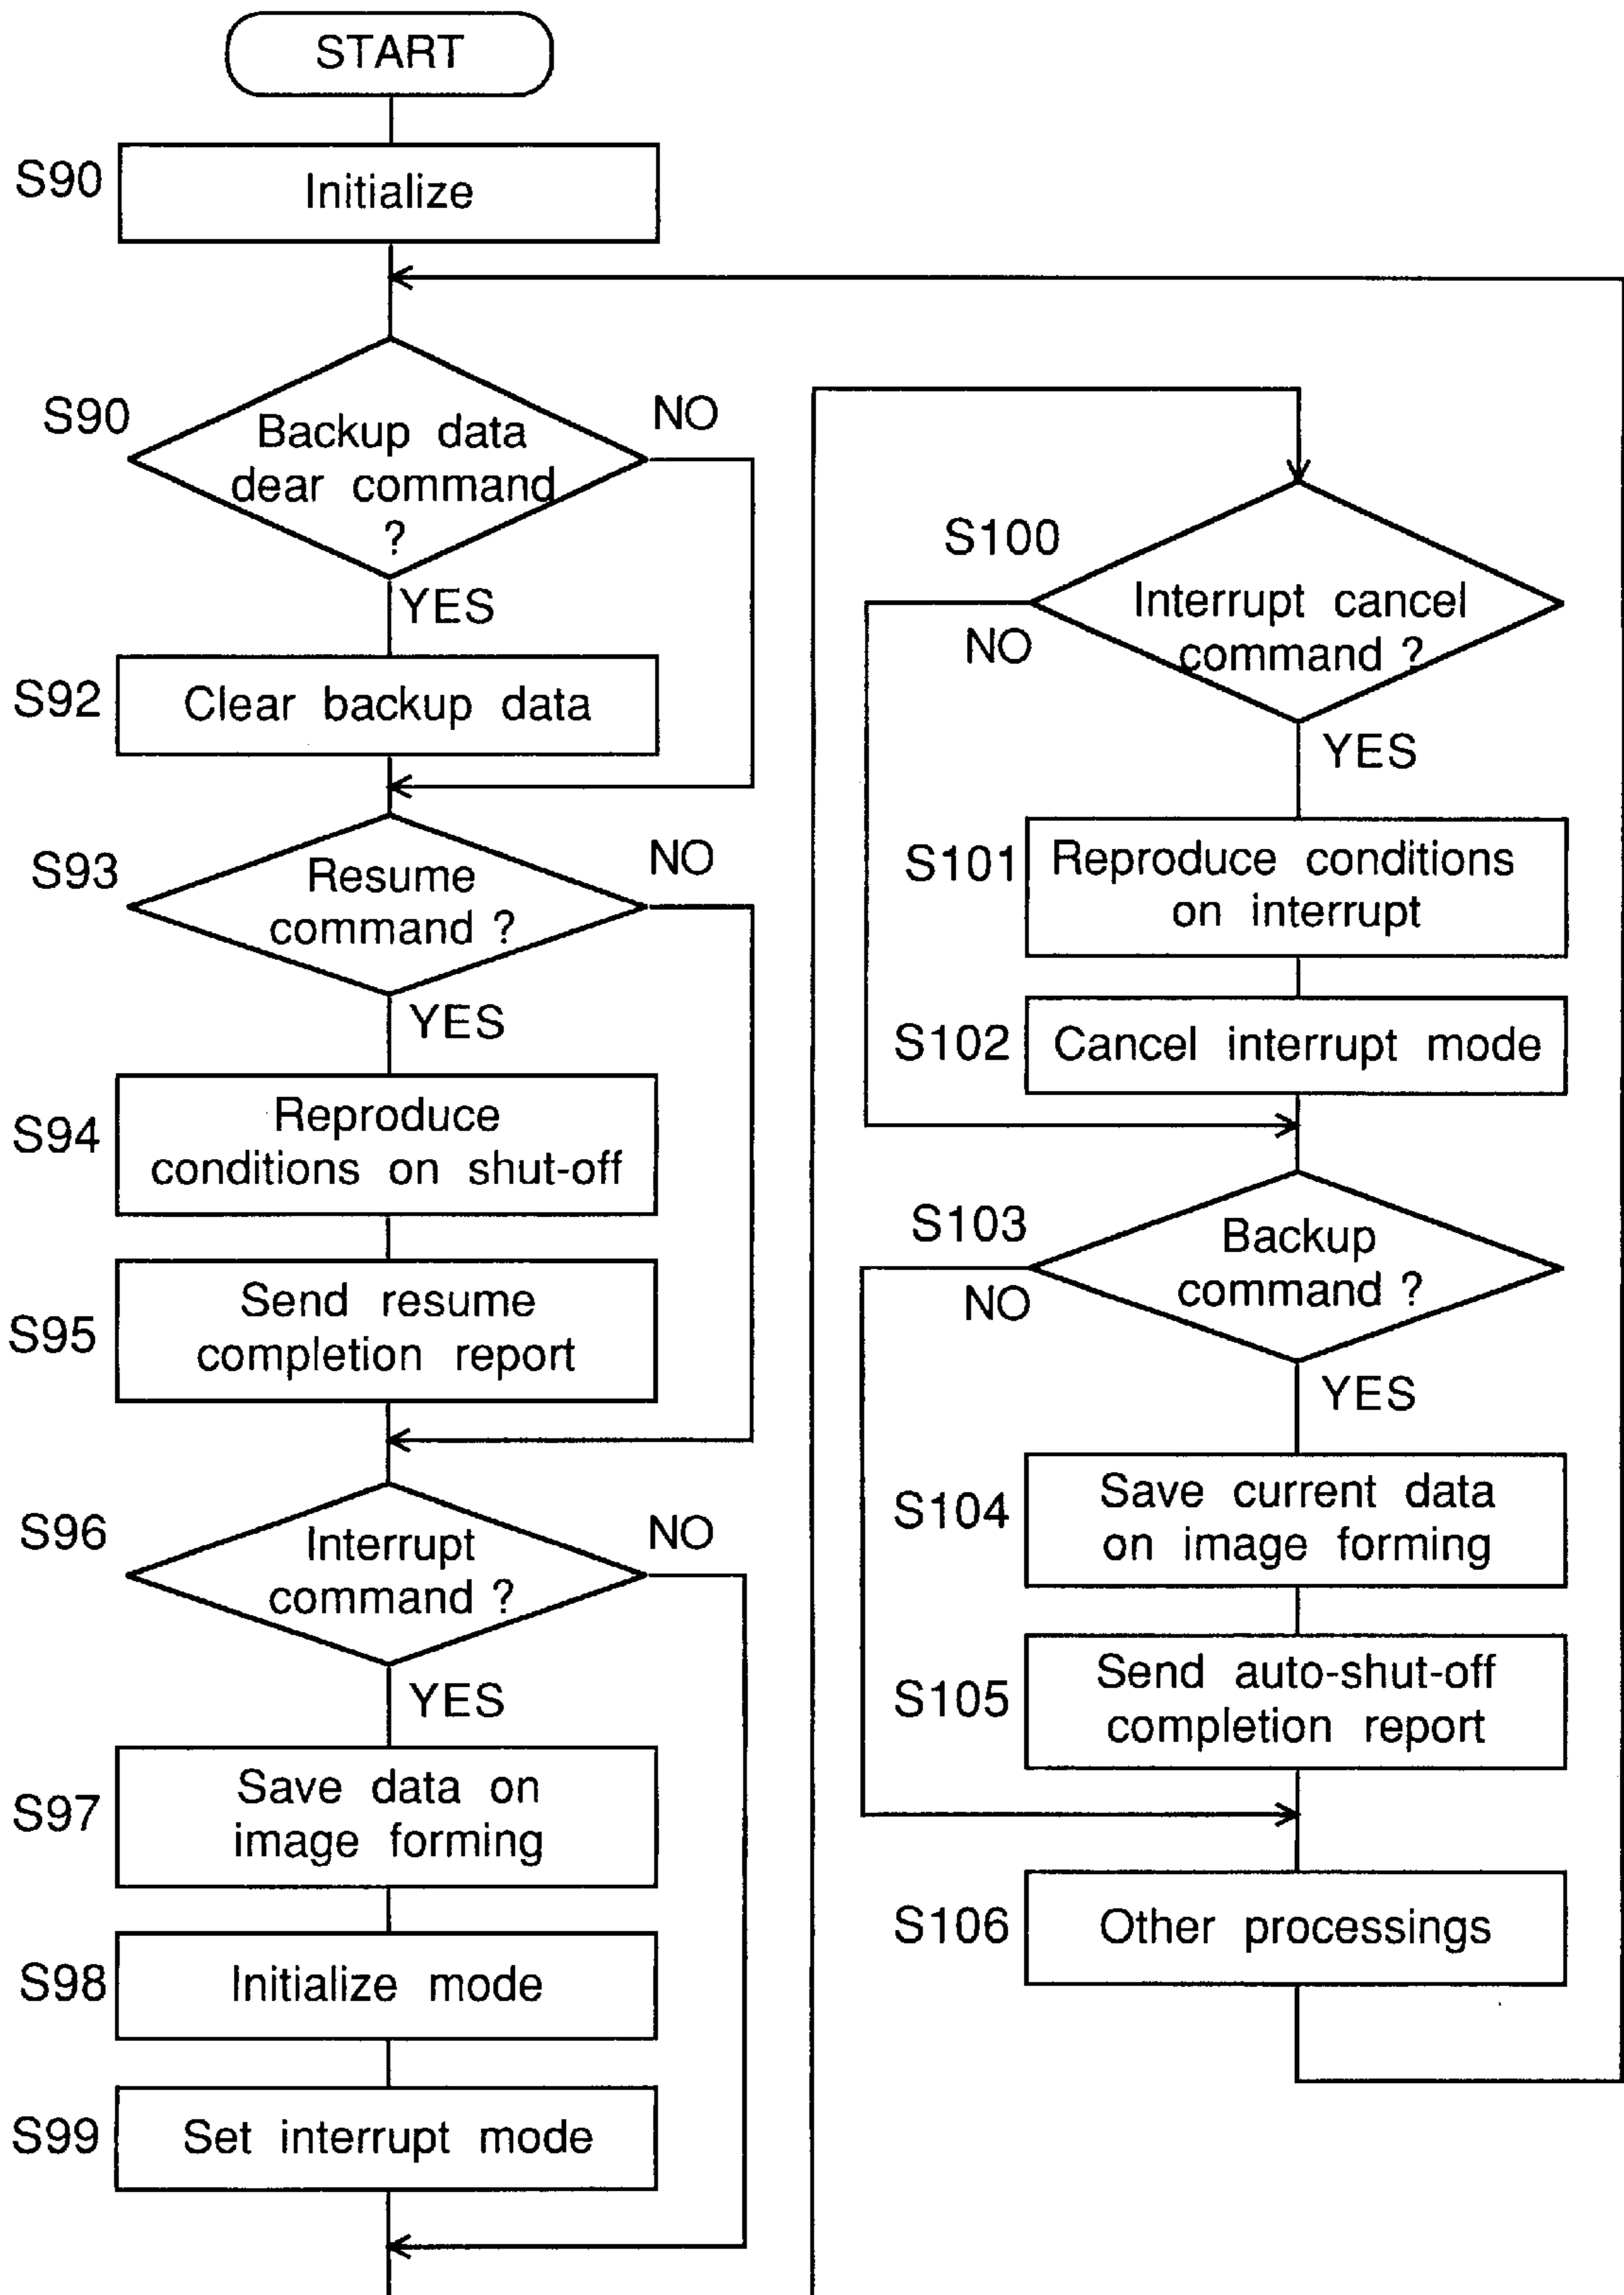 START
S90
Initialize
S90
Backup data
dear command
?
NO
YES
S92
Clear backup data
S93
Resume
command ?
NO
YES
S94
Reproduce
conditions on shut-off
S95
Send resume
completion report
S96
Interrupt
command ?
NO
YES
S97
Save data on
image forming
S98
Initialize mode
S99
Set interrupt mode
S100
Interrupt cancel
command ?
NO
YES
S101
Reproduce conditions
on interrupt
S102
Cancel interrupt mode
S103
Backup
command ?
NO
YES
S104
Save current data
on image forming
S105
Send auto-shut-off
completion report
S106
Other processings